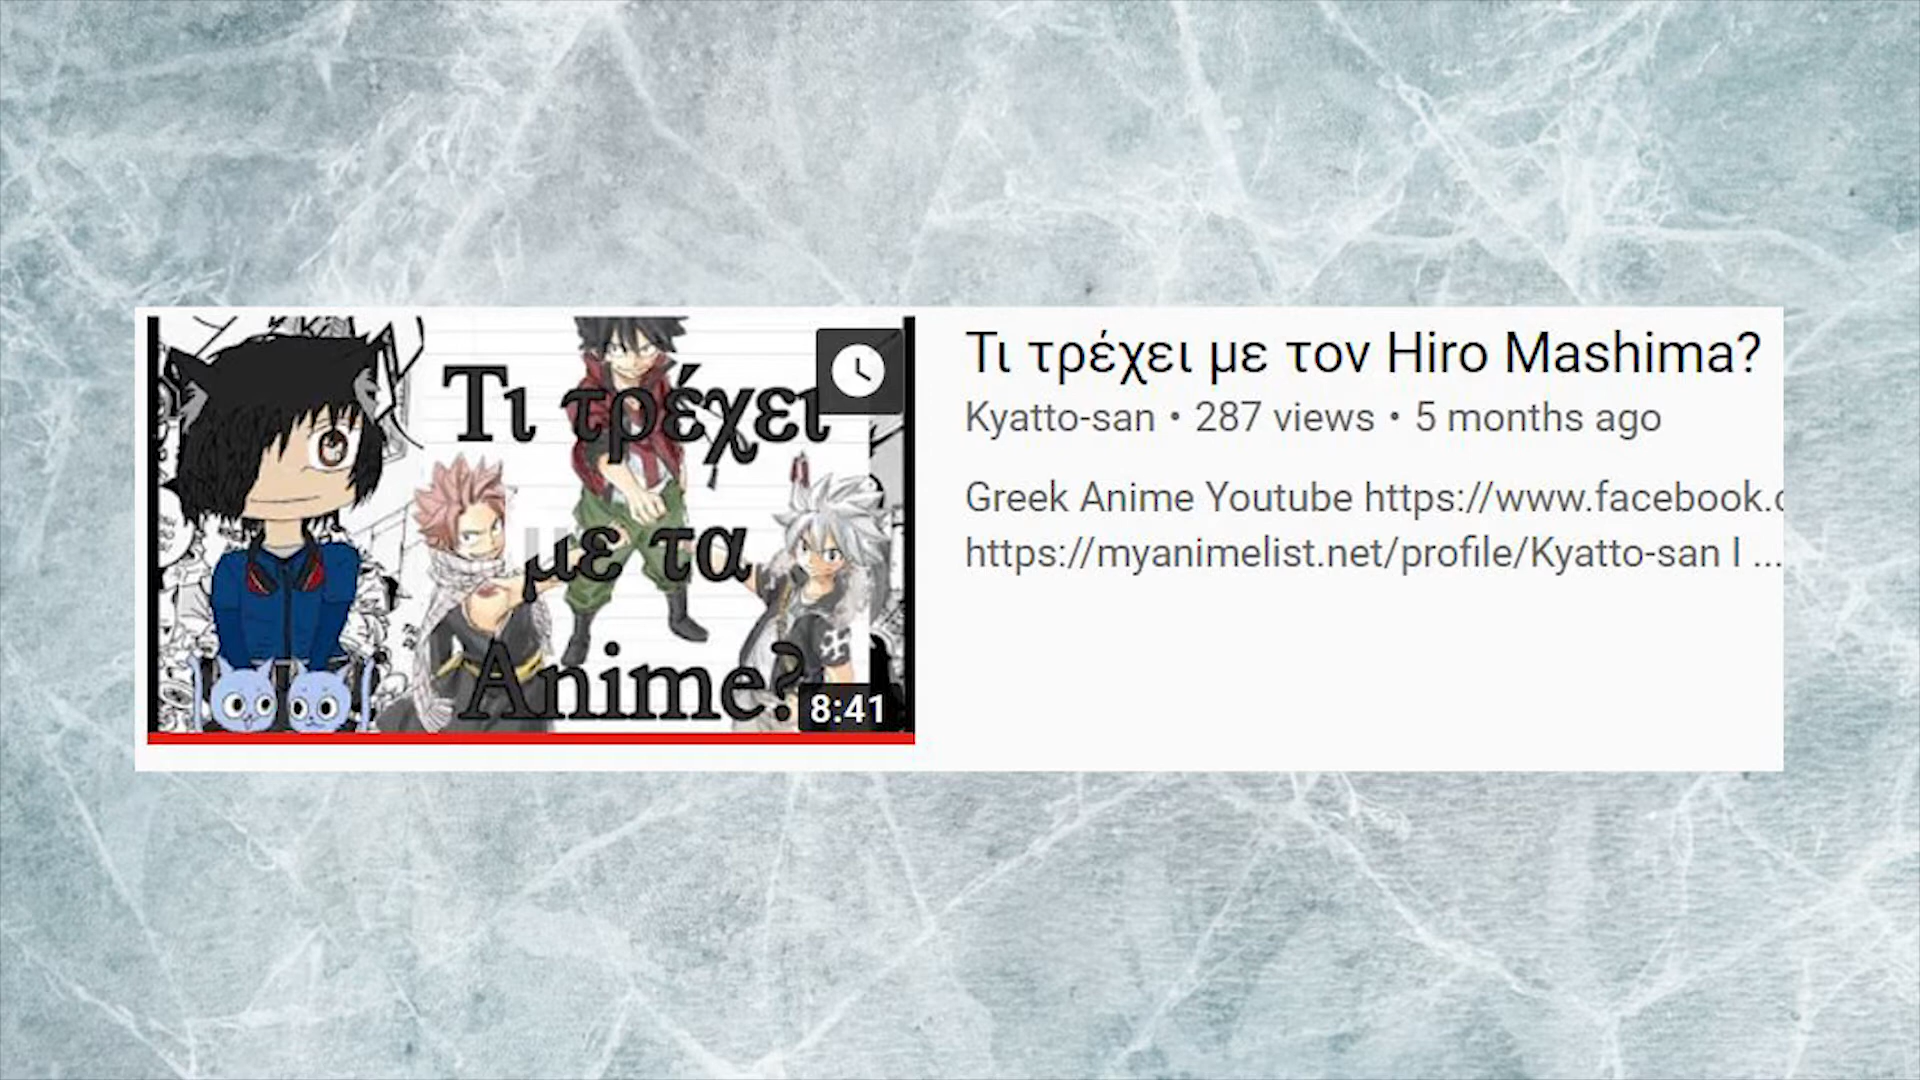 Τι τρέχει
με τα
Anime?
8:41
Τι τρέχει με τον Hiro Mashima?
Kyatto-san • 287 views • 5 months ago
Greek Anime Youtube https://www.facebook.c
https://myanimelist.net/profile/Kyatto-san I ...